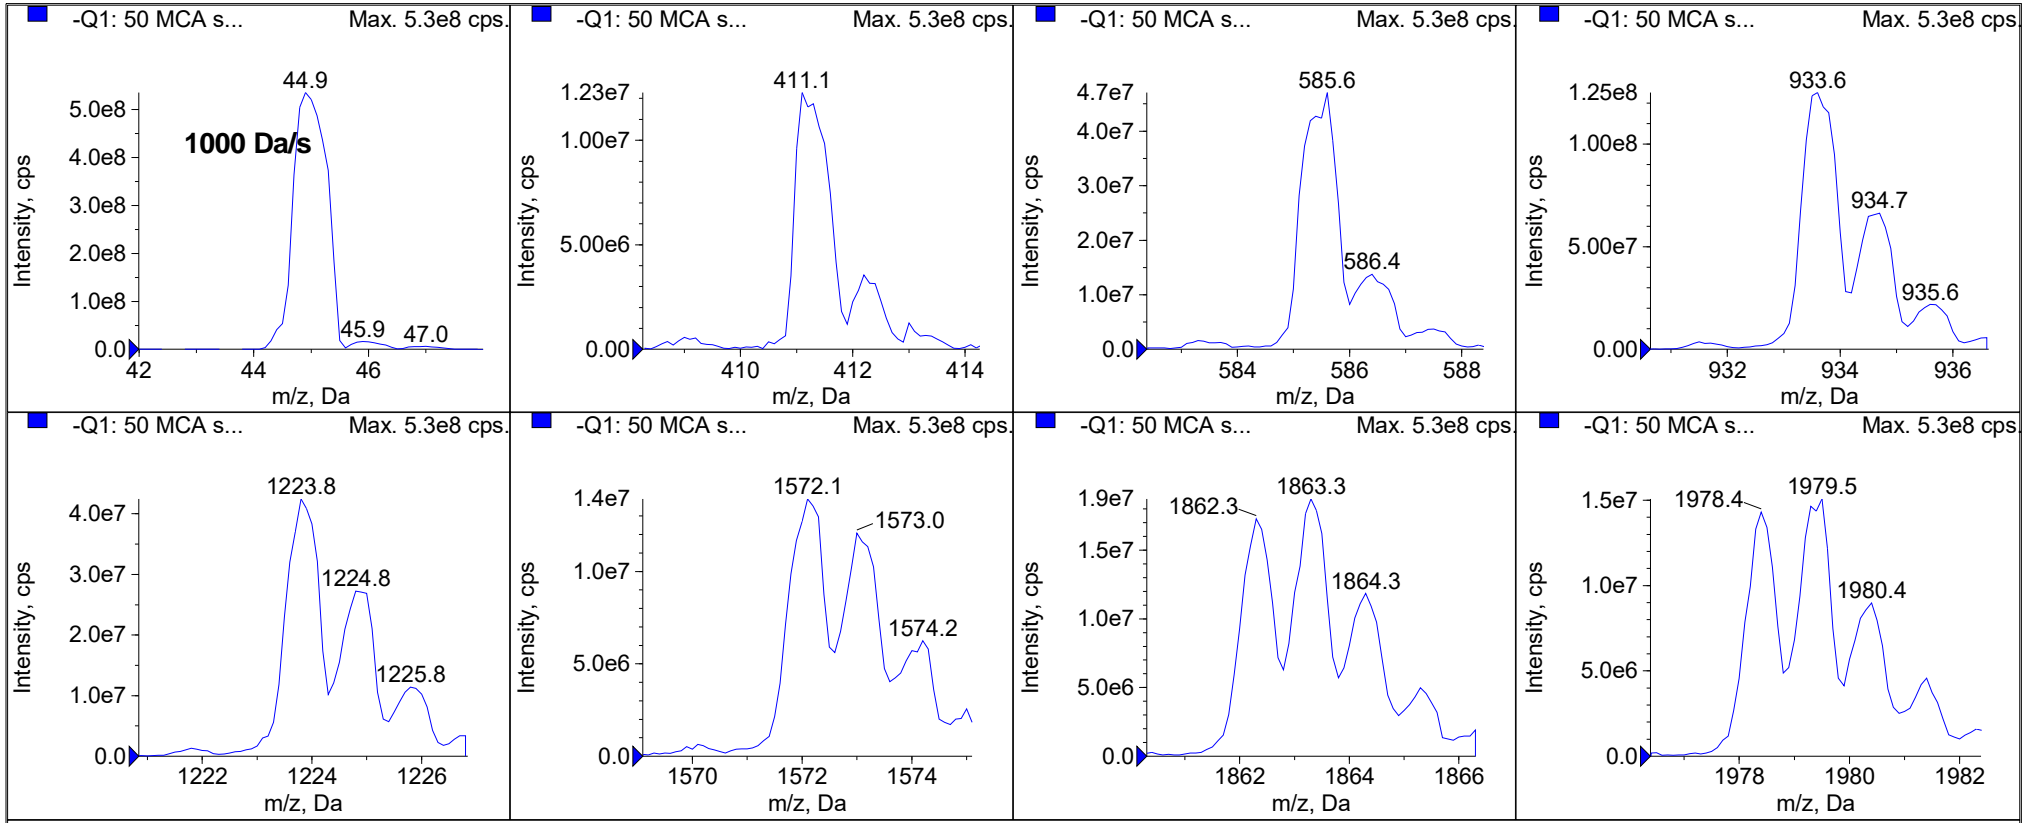 -Q1: 50 MCA s... Max. 5.3e8 cps.
44.9
5.0e8
1000 Da/s
4.0e8
3.0e8
2.0e8
1.0e8
45.9
47.0
0.0
42 44 46
m/z, Da
Intensity, cps
-Q1: 50 MCA s... Max. 5.3e8 cps.
411.1
1.23e7
1.00e7
5.00e6
0.00
410 412 414
m/z, Da
Intensity, cps
-Q1: 50 MCA s... Max. 5.3e8 cps.
585.6
4.7e7
4.0e7
3.0e7
2.0e7
586.4
1.0e7
0.0
584 586 588
m/z, Da
Intensity, cps
-Q1: 50 MCA s... Max. 5.3e8 cps.
933.6
1.25e8
1.00e8
934.7
5.00e7
935.6
0.00
932 934 936
m/z, Da
Intensity, cps
-Q1: 50 MCA s... Max. 5.3e8 cps.
1223.8
4.0e7
3.0e7
1224.8
2.0e7
1225.8
1.0e7
0.0
1222 1224 1226
m/z, Da
Intensity, cps
-Q1: 50 MCA s... Max. 5.3e8 cps.
1572.1
1.4e7
1573.0
1.0e7
1574.2
5.0e6
0.0
1570 1572 1574
m/z, Da
Intensity, cps
-Q1: 50 MCA s... Max. 5.3e8 cps.
1863.3
1.9e7
1862.3
1.5e7
1864.3
1.0e7
5.0e6
0.0
1862 1864 1866
m/z, Da
Intensity, cps
-Q1: 50 MCA s... Max. 5.3e8 cps.
1979.5
1978.4
1.5e7
1980.4
1.0e7
5.0e6
0.0
1978 1980 1982
m/z, Da
Intensity, cps